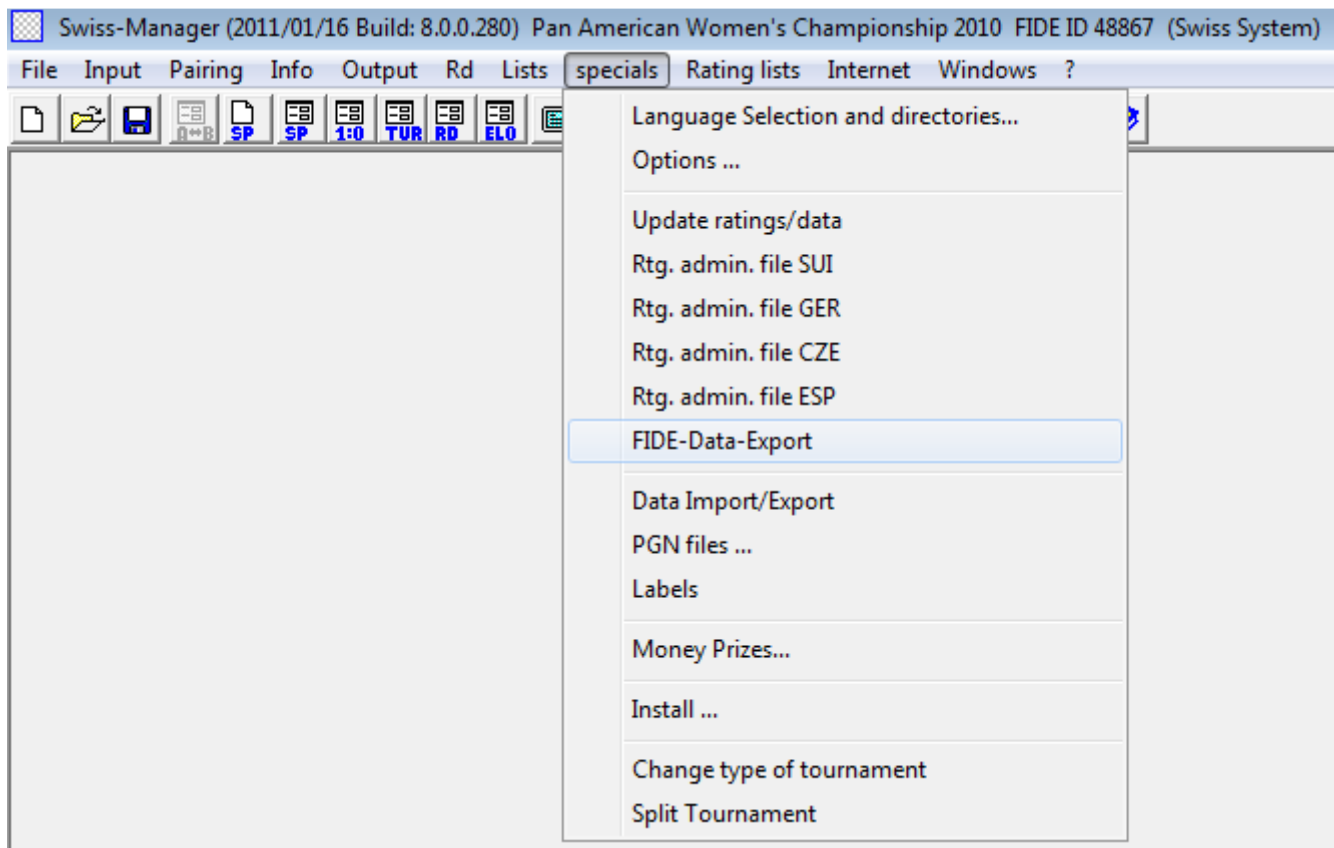 Swiss-Manager (2011/01/16 Build: 8.0.0.280) Pan American Women's Championship 2010 FIDE ID 48867 (Swiss System)
File Input Pairing Info Output Rd Lists specials Rating lists Internet Windows ?
A⇔B SP SP 1:0 TUR RD ELO
Language Selection and directories...
Options ...
Update ratings/data
Rtg. admin. file SUI
Rtg. admin. file GER
Rtg. admin. file CZE
Rtg. admin. file ESP
FIDE-Data-Export
Data Import/Export
PGN files ...
Labels
Money Prizes...
Install ...
Change type of tournament
Split Tournament